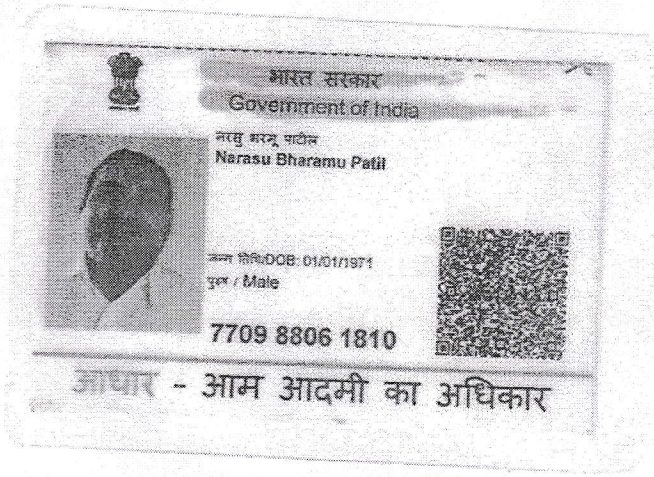 भारत सरकार
Government of India
नरसु भरमू पाटील
Narasu Bharamu Patil
जन्म तिथि/DOB: 01/01/1971
पुरुष / Male
7709 8806 1810
आधार - आम आदमी का अधिकार